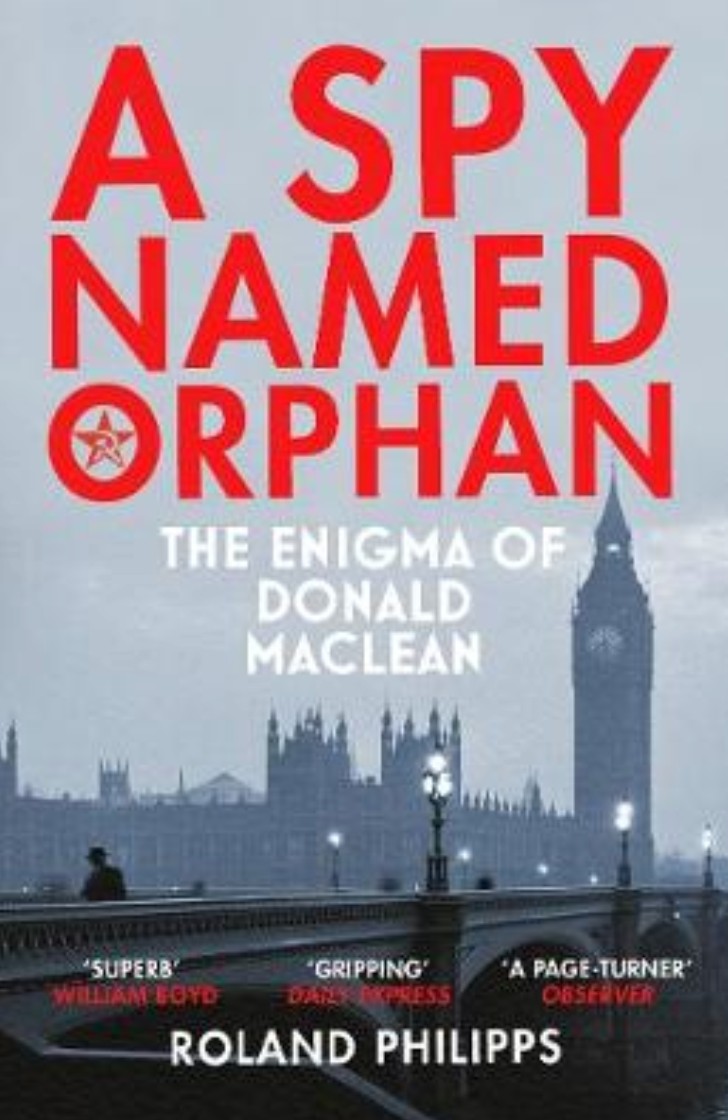 A SPY
NAMED
ORPHAN
THE ENIGMA OF
DONALD
MACLEAN
'SUPERB'
WILLIAM BOYD
'GRIPPING'
DAILY EXPRESS
'A PAGE-TURNER'
OBSERVER
ROLAND PHILIPPS